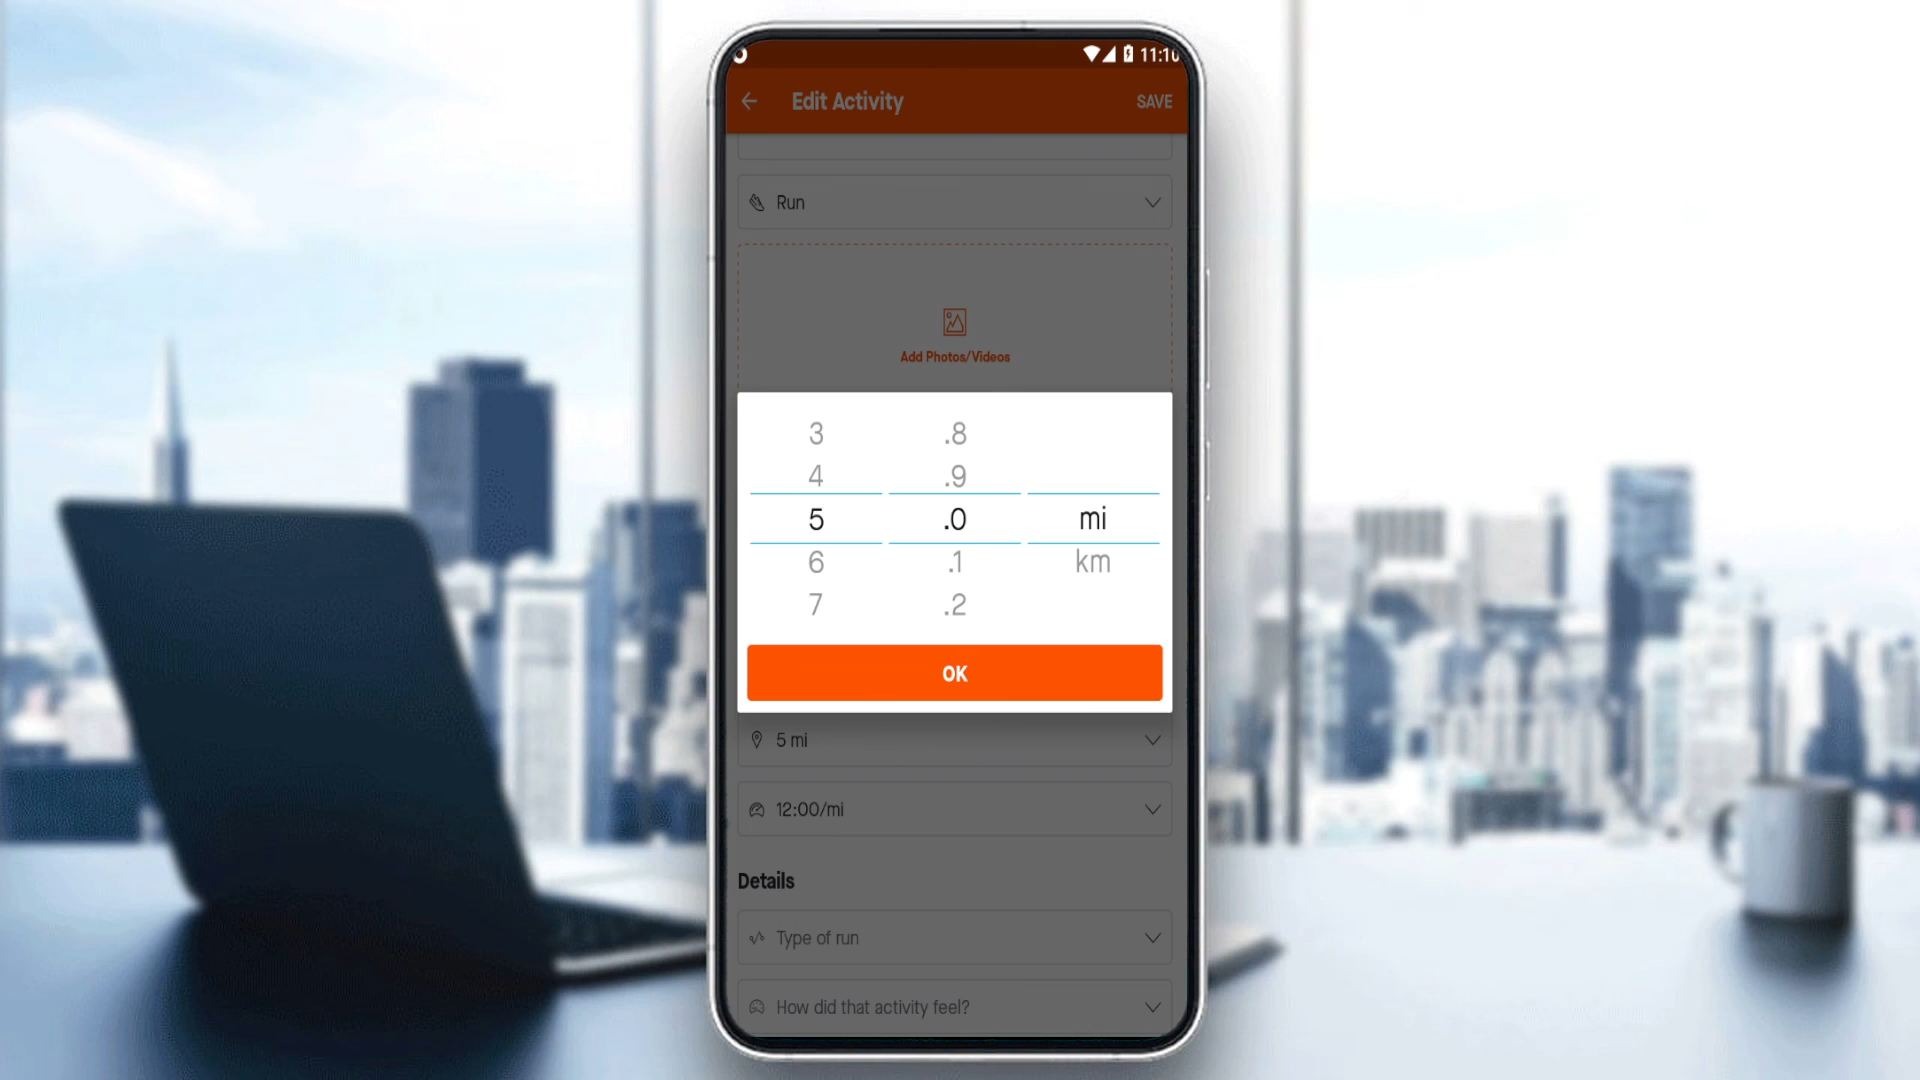 11:10
Edit Activity
SAVE
Run
Add Photos/Videos
3 .8
4 .9
5 .0 mi
6 .1 km
7 .2
OK
5 mi
12:00/mi
Details
Type of run
How did that activity feel?